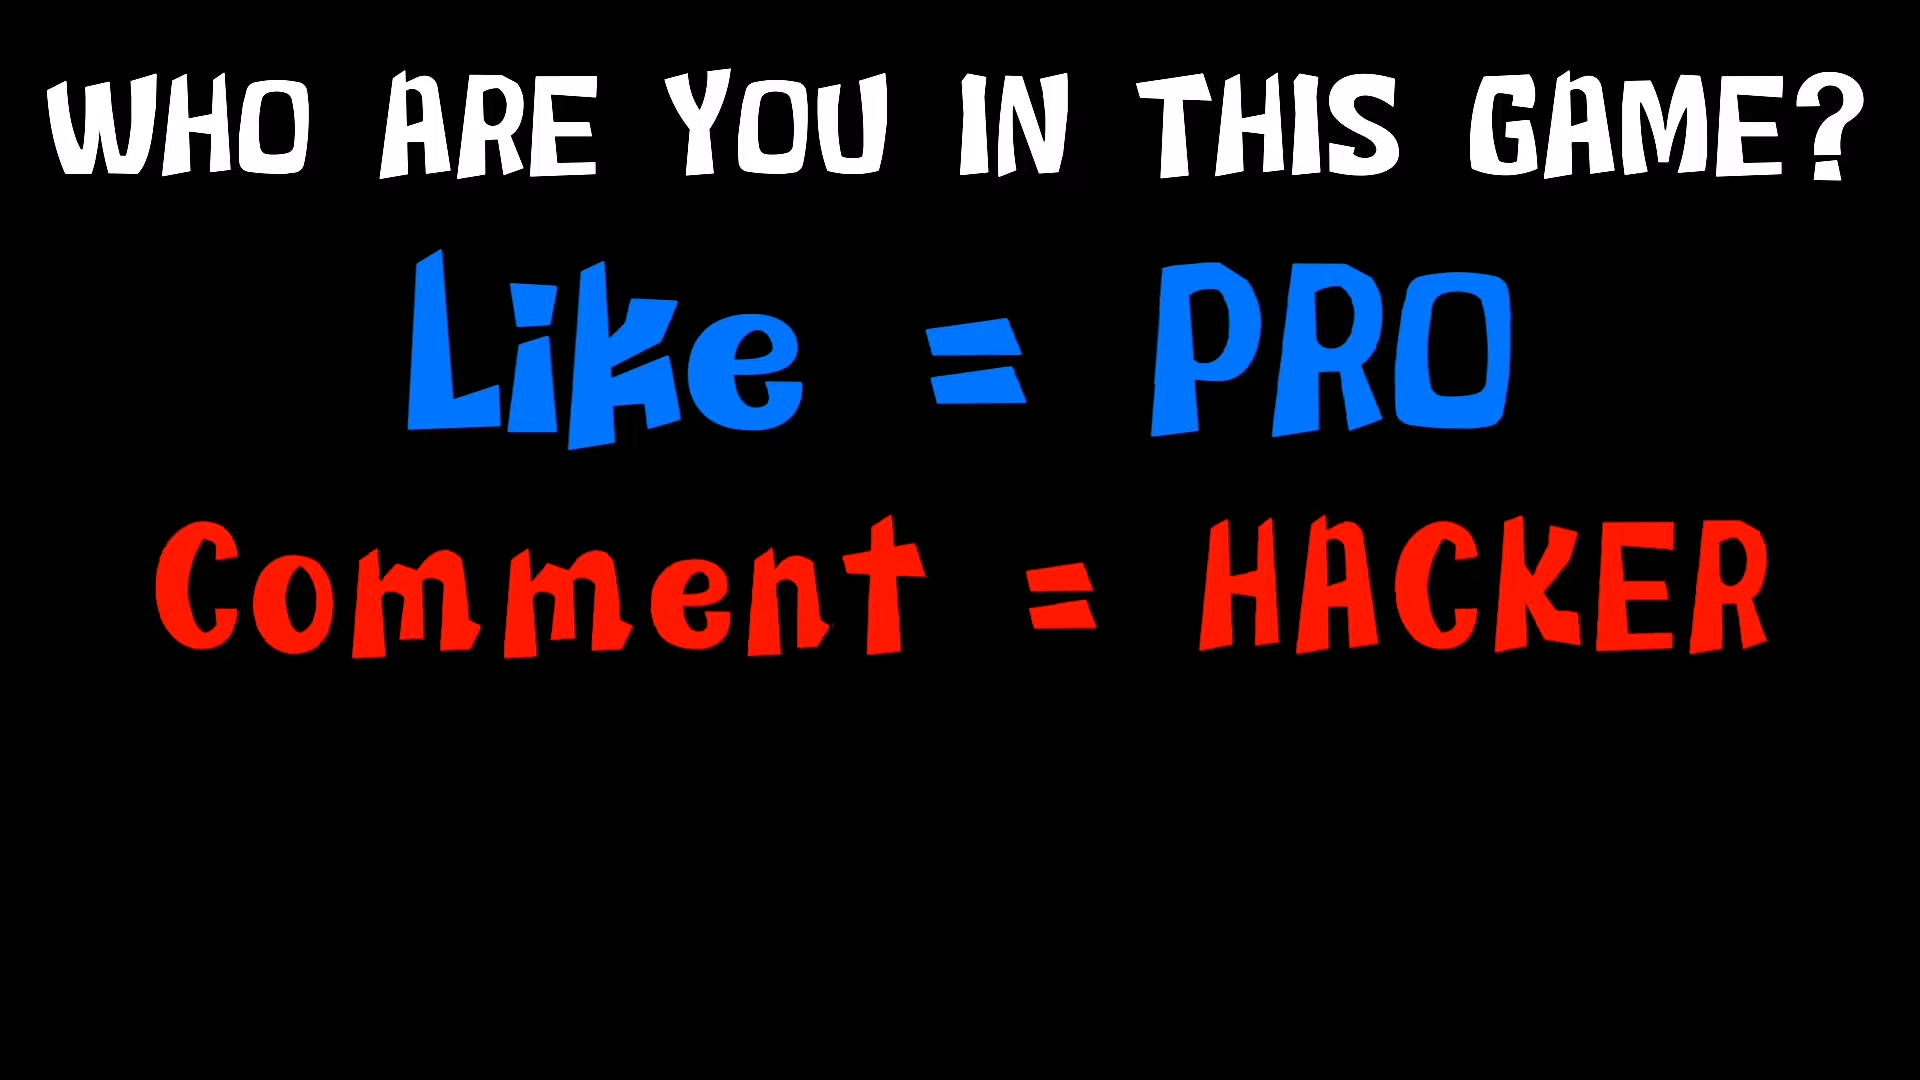 WHO ARE YOU IN THIS GAME?
Like = PRO
Comment = HACKER